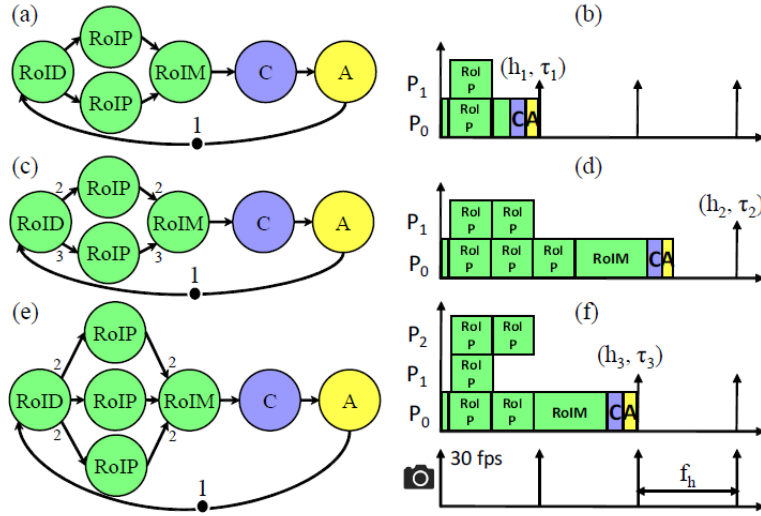 (a)
RoIP
RoID
RoIP
RoIM
C
A
1
(b)
P1
P0
RoI
P
RoI
P
C
A
(h1, τ1)
(c)
2
2
RoIP
RoID
RoIP
RoIM
C
A
3
3
1
(d)
P1
P0
RoI
P
RoI
P
RoI
P
RoI
P
RoI
P
RoIM
C
A
(h2, τ2)
(e)
RoIP
2
2
RoID
RoIP
RoIM
C
A
2
2
RoIP
1
(f)
P2
P1
P0
RoI
P
RoI
P
RoI
P
RoI
P
RoI
P
RoIM
C
A
(h3, τ3)
30 fps
fh